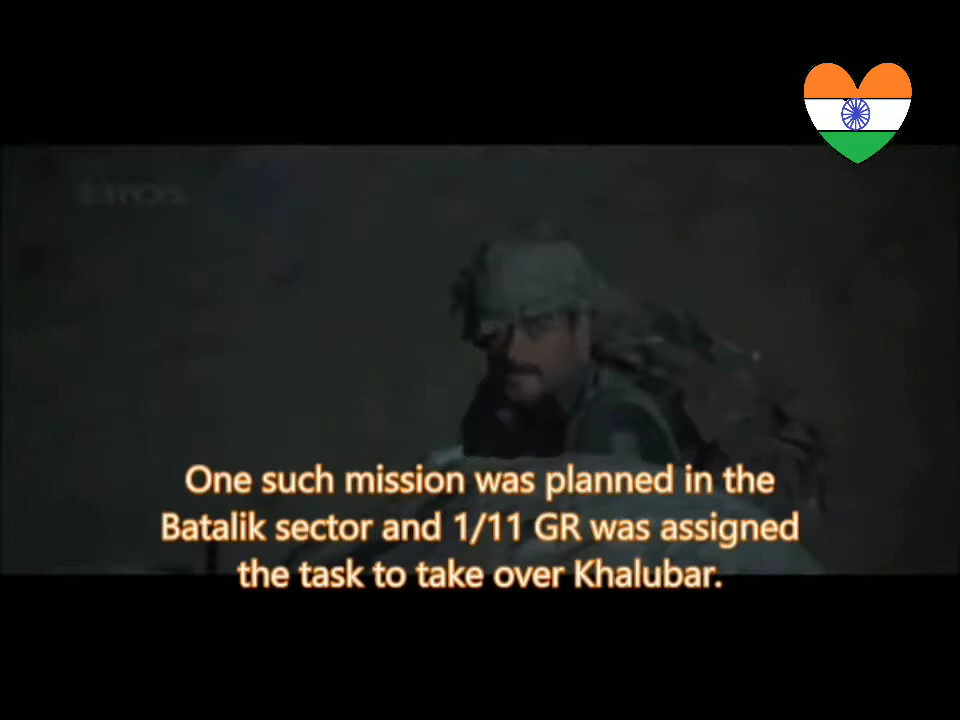 EROS
One such mission was planned in the
Batalik sector and 1/11 GR was assigned
the task to take over Khalubar.